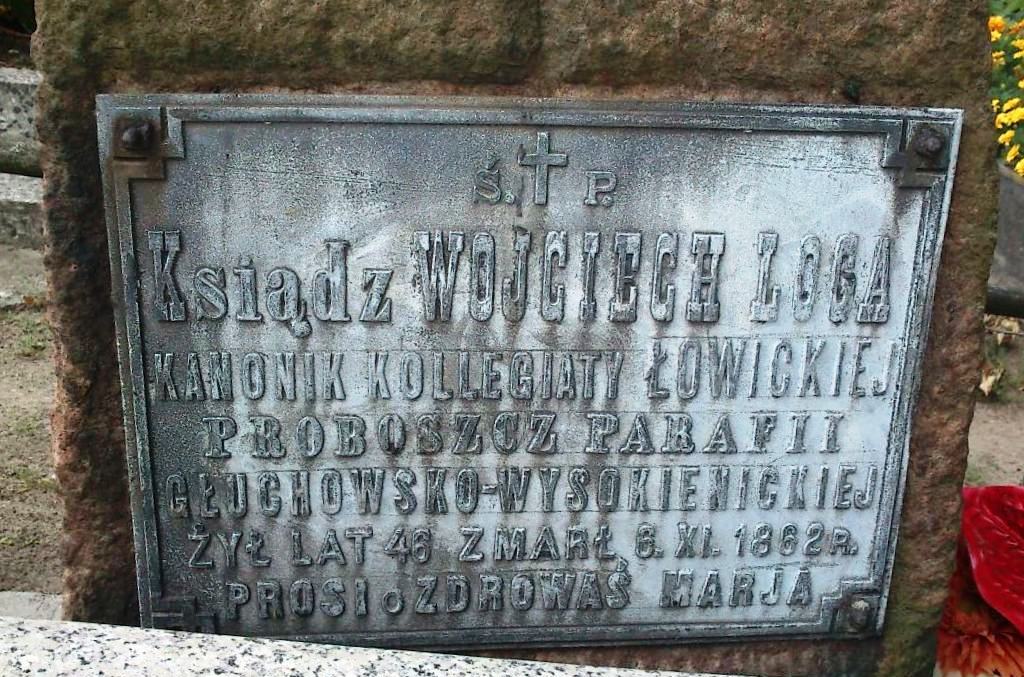 Ś. P.
Ksiądz WOJCIECH LOGA
KANONIK KOLLEGIATY ŁOWICKIEJ
PROBOSZCZ PARAFII
GŁUCHOWSKO-WYSOKIENICKIEJ
ŻYŁ LAT 46 ZMARŁ 6. XI. 1862 R.
PROSI O ZDROWAŚ MARJA